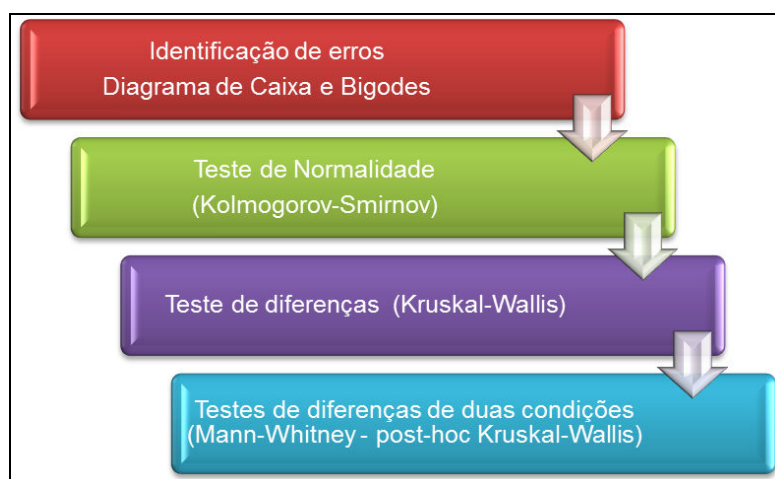 Identificação de erros
Diagrama de Caixa e Bigodes
Teste de Normalidade
(Kolmogorov-Smirnov)
Teste de diferenças (Kruskal-Wallis)
Testes de diferenças de duas condições
(Mann-Whitney - post-hoc Kruskal-Wallis)